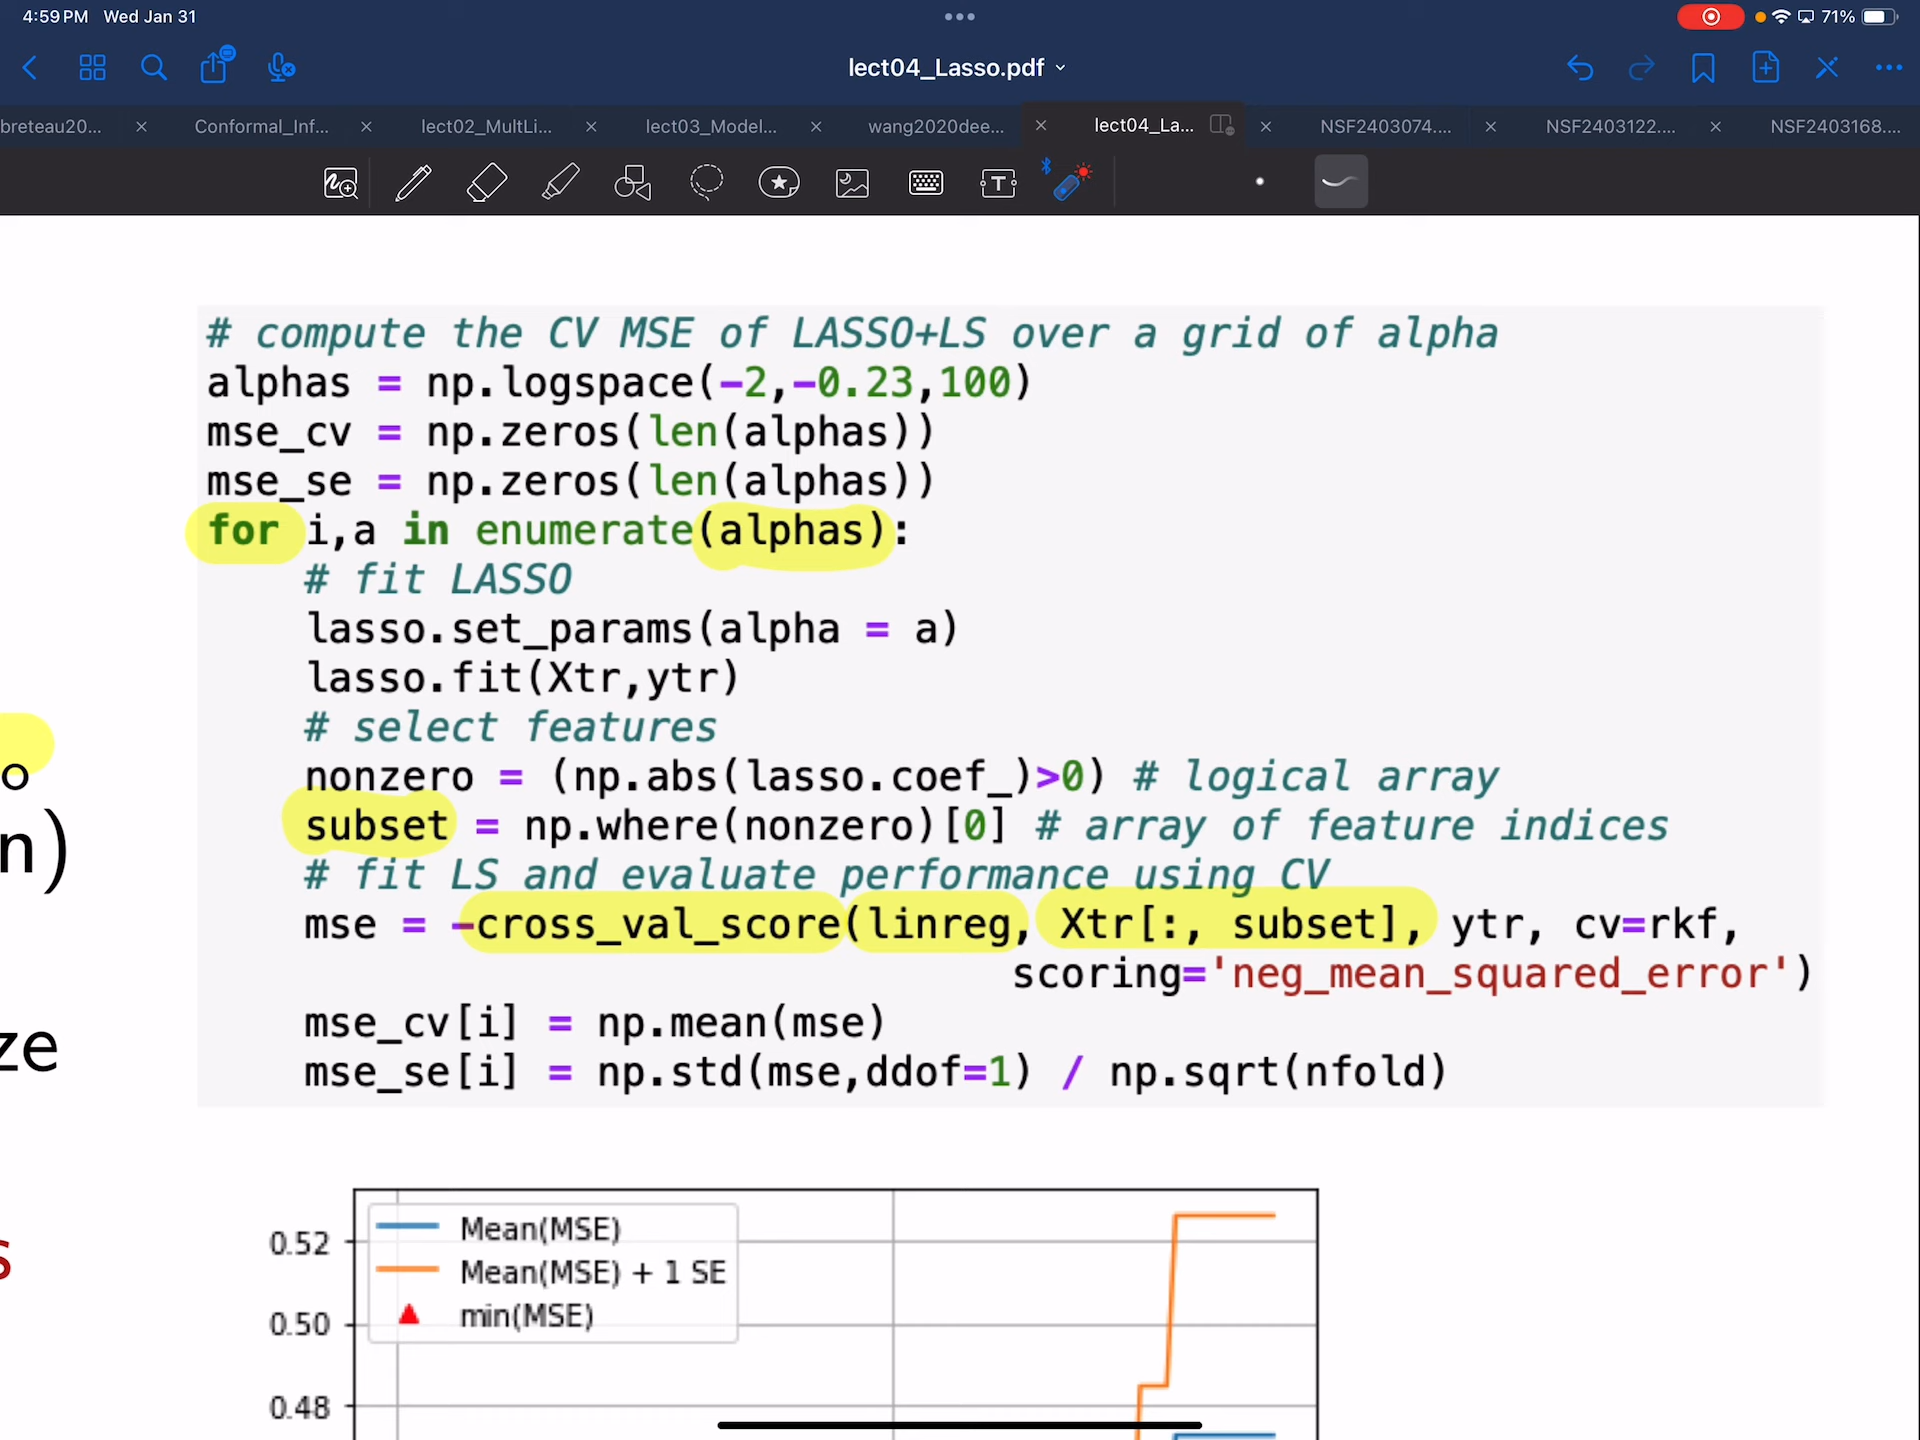 4:59 PM Wed Jan 31
71%
lect04_Lasso.pdf
breteau20...
Conformal_Inf...
lect02_MultLi...
lect03_Model...
wang2020dee...
lect04_La...
NSF2403074....
NSF2403122....
NSF2403168....
# compute the CV MSE of LASSO+LS over a grid of alpha
alphas = np.logspace(-2,-0.23,100)
mse_cv = np.zeros(len(alphas))
mse_se = np.zeros(len(alphas))
for i,a in enumerate(alphas):
# fit LASSO
lasso.set_params(alpha = a)
lasso.fit(Xtr,ytr)
# select features
nonzero = (np.abs(lasso.coef_)>0) # logical array
subset = np.where(nonzero)[0] # array of feature indices
# fit LS and evaluate performance using CV
mse = -cross_val_score(linreg, Xtr[:, subset], ytr, cv=rkf,
scoring='neg_mean_squared_error')
mse_cv[i] = np.mean(mse)
mse_se[i] = np.std(mse,ddof=1) / np.sqrt(nfold)
o
n)
ze
s
Mean(MSE)
Mean(MSE) + 1 SE
min(MSE)
0.52
0.50
0.48